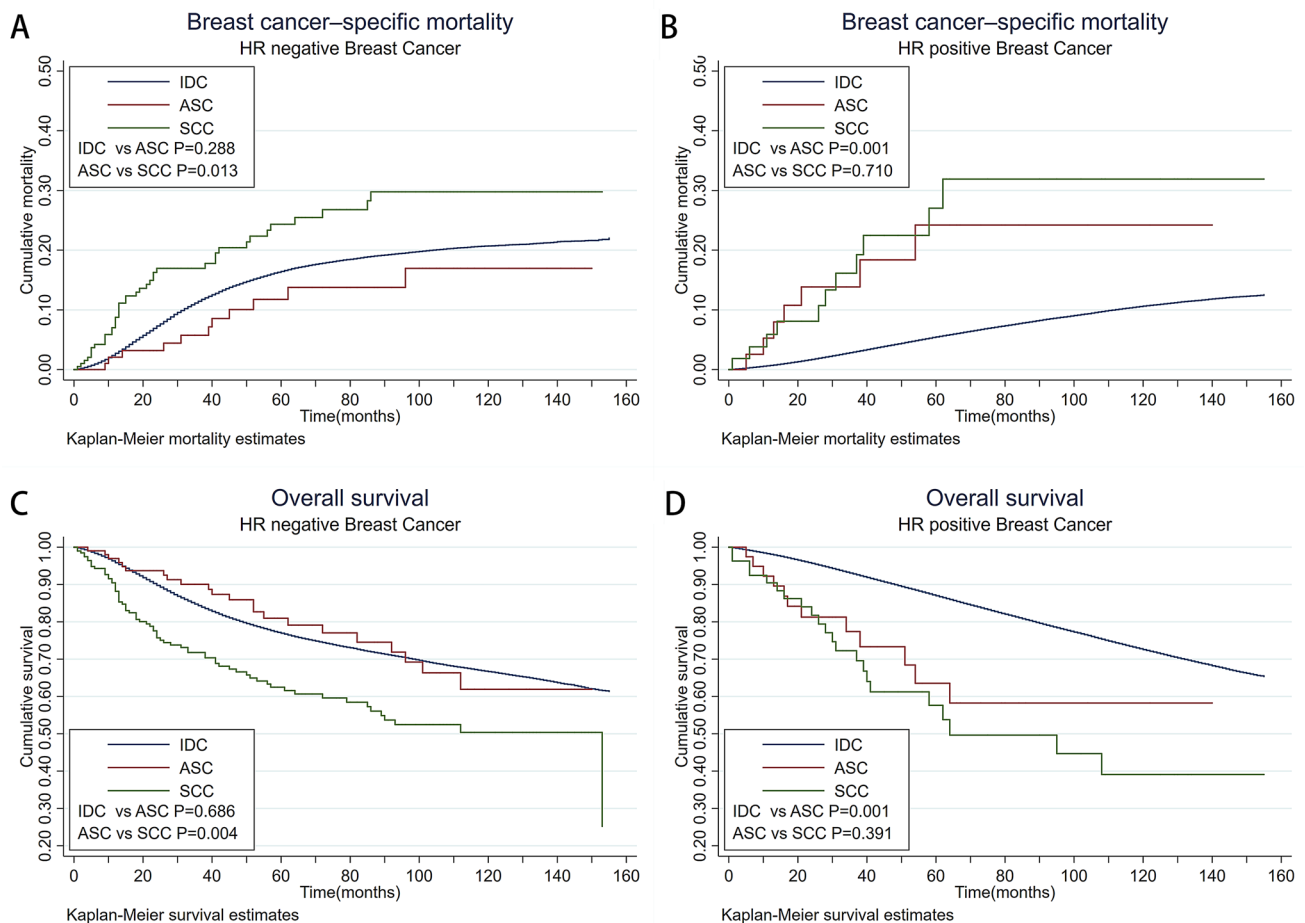 A
Breast cancer–specific mortality
HR negative Breast Cancer
IDC
ASC
SCC
IDC vs ASC P=0.288
ASC vs SCC P=0.013
Cumulative mortality
0.50
0.40
0.30
0.20
0.10
0.00
0 20 40 60 80 100 120 140 160
Time(months)
Kaplan-Meier mortality estimates
B
Breast cancer–specific mortality
HR positive Breast Cancer
IDC
ASC
SCC
IDC vs ASC P=0.001
ASC vs SCC P=0.710
Cumulative mortality
0.50
0.40
0.30
0.20
0.10
0.00
0 20 40 60 80 100 120 140 160
Time(months)
Kaplan-Meier mortality estimates
C
Overall survival
HR negative Breast Cancer
Cumulative survival
1.00
0.90
0.80
0.70
0.60
0.50
0.40
0.30
0.20
IDC
ASC
SCC
IDC vs ASC P=0.686
ASC vs SCC P=0.004
0 20 40 60 80 100 120 140 160
Time(months)
Kaplan-Meier survival estimates
D
Overall survival
HR positive Breast Cancer
Cumulative survival
1.00
0.90
0.80
0.70
0.60
0.50
0.40
0.30
0.20
IDC
ASC
SCC
IDC vs ASC P=0.001
ASC vs SCC P=0.391
0 20 40 60 80 100 120 140 160
Time(months)
Kaplan-Meier survival estimates